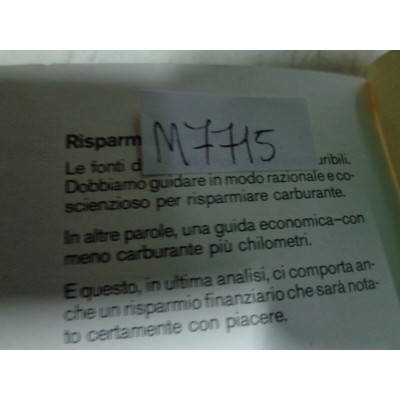 Risparm
M7715
Le fonti d uribili.
Dobbiamo guidare in modo razionale e co-
scienzioso per risparmiare carburante.
In altre parole, una guida economica–con
meno carburante più chilometri.
E questo, in ultima analisi, ci comporta an-
che un risparmio finanziario che sarà nota-
to certamente con piacere.